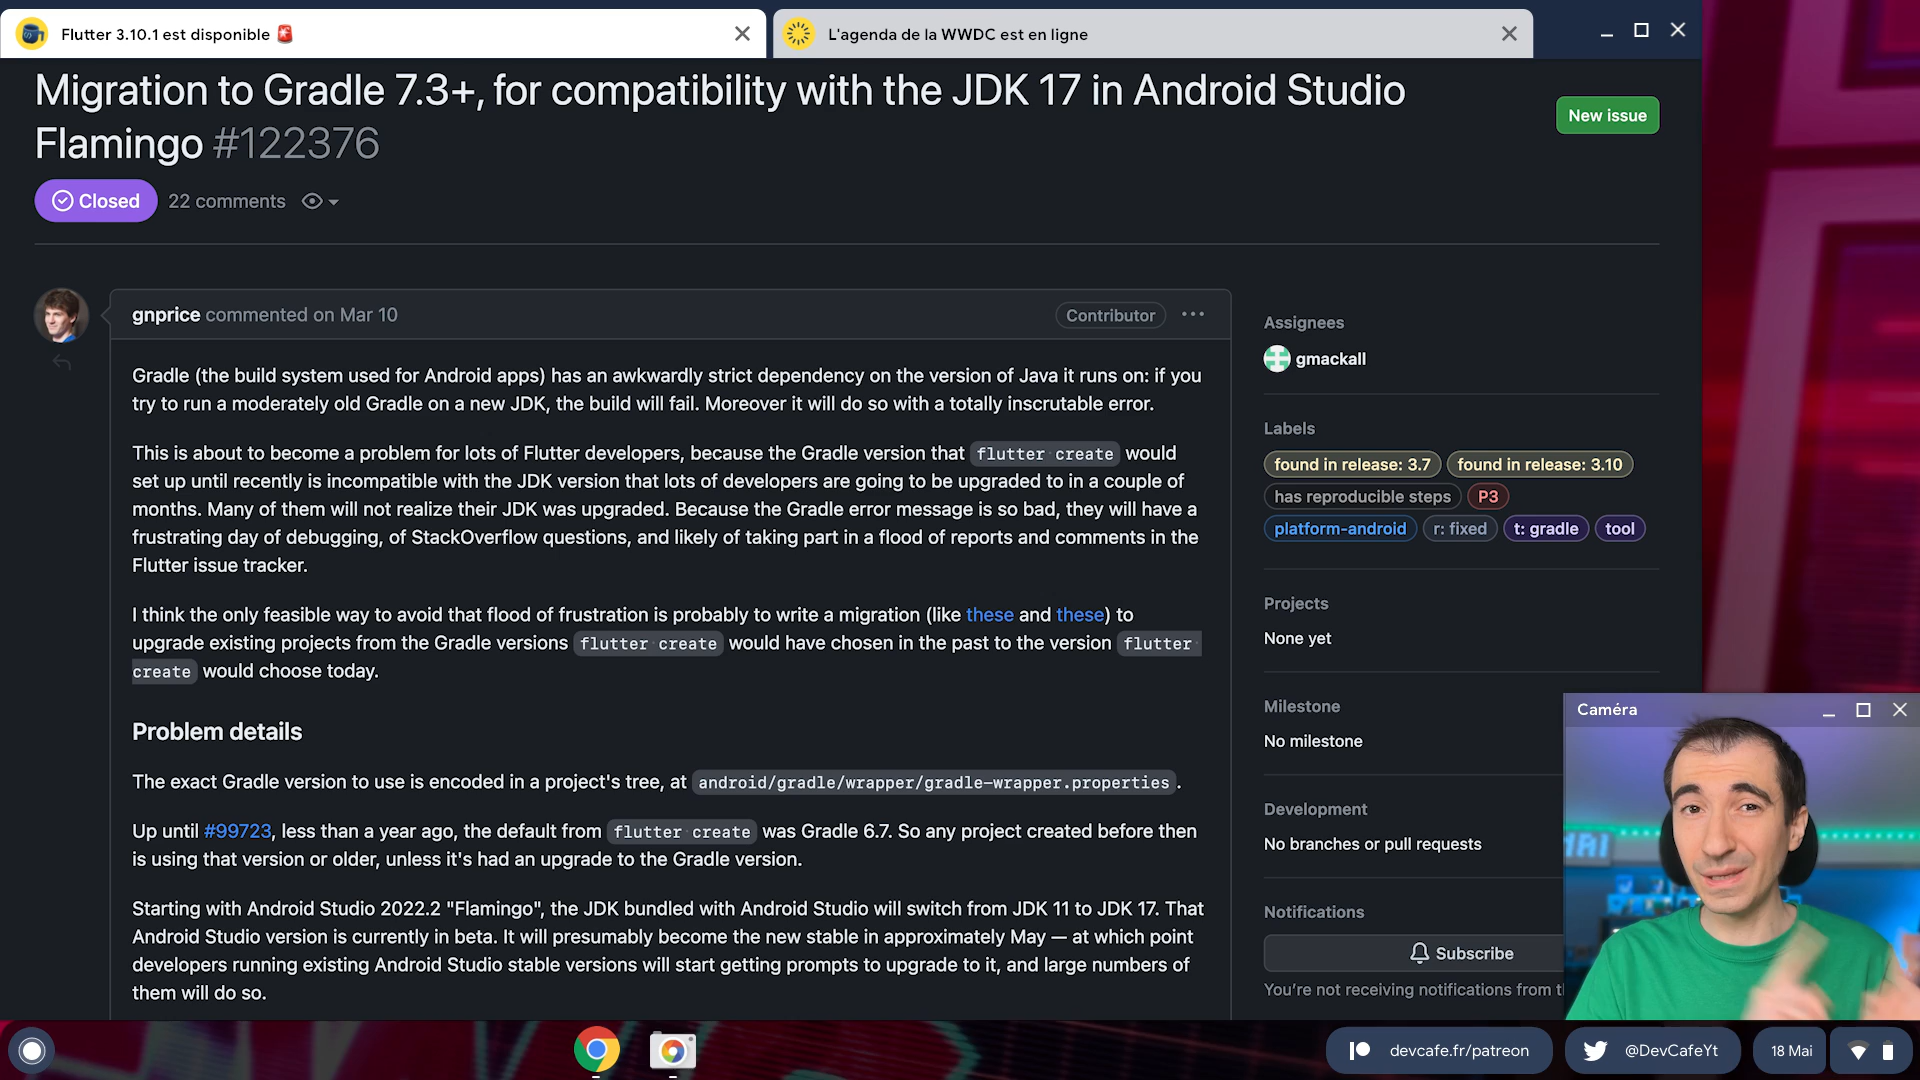 Flutter 3.10.1 est disponible 🚨
L'agenda de la WWDC est en ligne
Migration to Gradle 7.3+, for compatibility with the JDK 17 in Android Studio
Flamingo #122376
New issue
Closed
22 comments
gnprice commented on Mar 10
Contributor
Gradle (the build system used for Android apps) has an awkwardly strict dependency on the version of Java it runs on: if you
try to run a moderately old Gradle on a new JDK, the build will fail. Moreover it will do so with a totally inscrutable error.
This is about to become a problem for lots of Flutter developers, because the Gradle version that flutter create would
set up until recently is incompatible with the JDK version that lots of developers are going to be upgraded to in a couple of
months. Many of them will not realize their JDK was upgraded. Because the Gradle error message is so bad, they will have a
frustrating day of debugging, of StackOverflow questions, and likely of taking part in a flood of reports and comments in the
Flutter issue tracker.
I think the only feasible way to avoid that flood of frustration is probably to write a migration (like these and these) to
upgrade existing projects from the Gradle versions flutter create would have chosen in the past to the version flutter
create would choose today.
Problem details
The exact Gradle version to use is encoded in a project's tree, at android/gradle/wrapper/gradle-wrapper.properties.
Up until #99723, less than a year ago, the default from flutter create was Gradle 6.7. So any project created before then
is using that version or older, unless it's had an upgrade to the Gradle version.
Starting with Android Studio 2022.2 "Flamingo", the JDK bundled with Android Studio will switch from JDK 11 to JDK 17. That
Android Studio version is currently in beta. It will presumably become the new stable in approximately May — at which point
developers running existing Android Studio stable versions will start getting prompts to upgrade to it, and large numbers of
them will do so.
Assignees
gmackall
Labels
found in release: 3.7
found in release: 3.10
has reproducible steps
P3
platform-android
r: fixed
t: gradle
tool
Projects
None yet
Milestone
No milestone
Development
No branches or pull requests
Notifications
Subscribe
You're not receiving notifications from
Caméra
devcafe.fr/patreon
@DevCafeYt
18 Mai